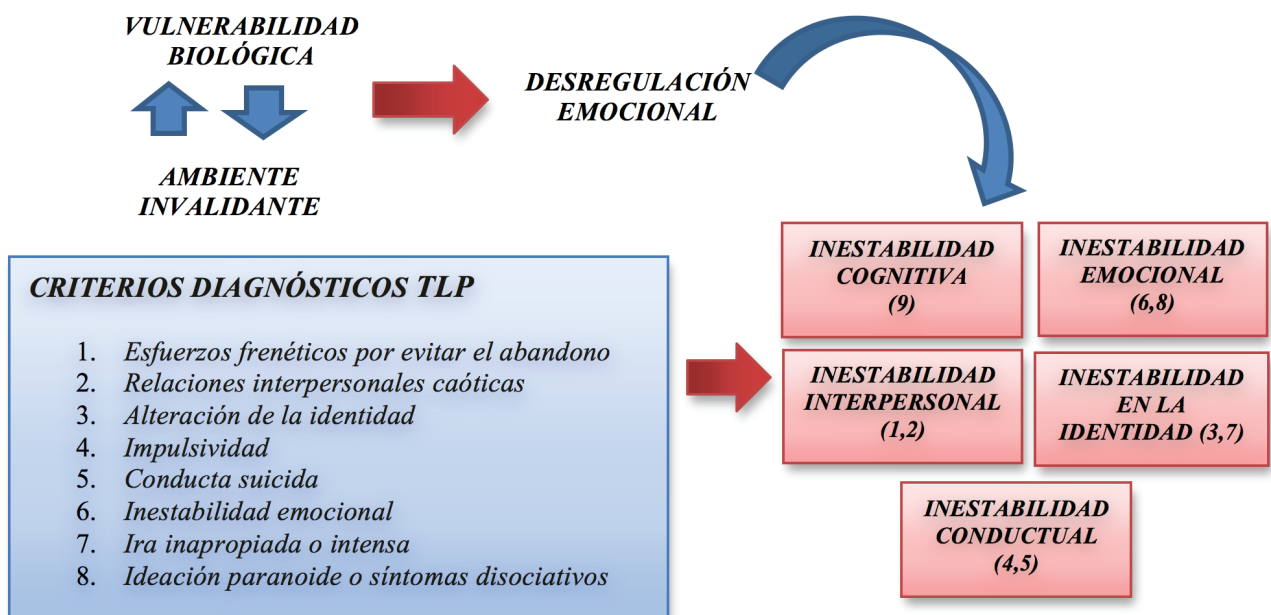 VULNERABILIDAD
BIOLÓGICA
DESREGULACIÓN
EMOCIONAL
AMBIENTE
INVALIDANTE
CRITERIOS DIAGNÓSTICOS TLP
1. Esfuerzos frenéticos por evitar el abandono
2. Relaciones interpersonales caóticas
3. Alteración de la identidad
4. Impulsividad
5. Conducta suicida
6. Inestabilidad emocional
7. Ira inapropiada o intensa
8. Ideación paranoide o síntomas disociativos
INESTABILIDAD
COGNITIVA
(9)
INESTABILIDAD
EMOCIONAL
(6,8)
INESTABILIDAD
INTERPERSONAL
(1,2)
INESTABILIDAD
EN LA
IDENTIDAD (3,7)
INESTABILIDAD
CONDUCTUAL
(4,5)